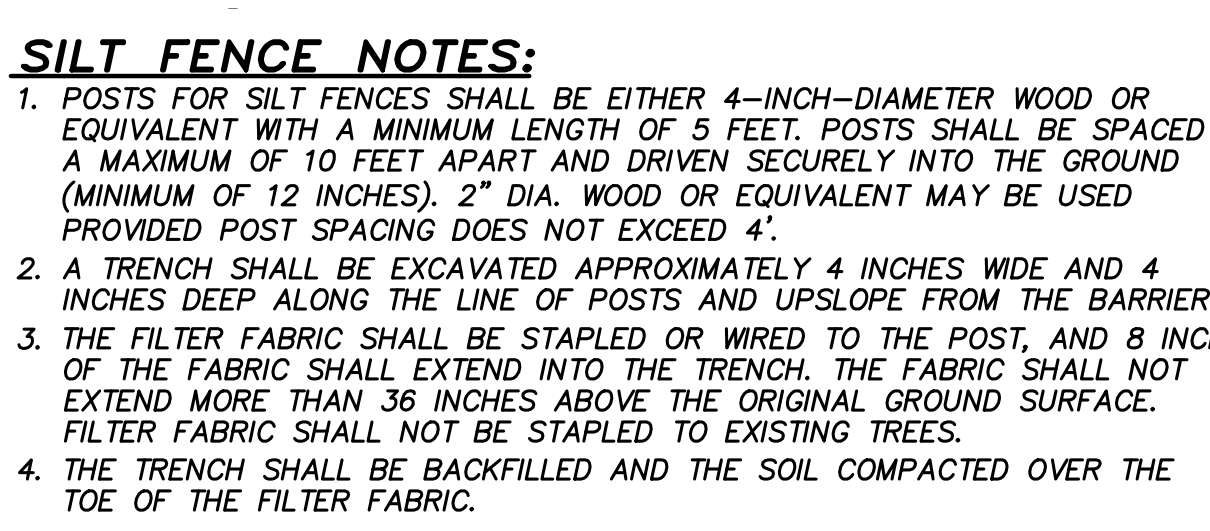 SILT FENCE NOTES:
1. POSTS FOR SILT FENCES SHALL BE EITHER 4-INCH-DIAMETER WOOD OR
EQUIVALENT WITH A MINIMUM LENGTH OF 5 FEET. POSTS SHALL BE SPACED
A MAXIMUM OF 10 FEET APART AND DRIVEN SECURELY INTO THE GROUND
(MINIMUM OF 12 INCHES). 2" DIA. WOOD OR EQUIVALENT MAY BE USED
PROVIDED POST SPACING DOES NOT EXCEED 4'.
2. A TRENCH SHALL BE EXCAVATED APPROXIMATELY 4 INCHES WIDE AND 4
INCHES DEEP ALONG THE LINE OF POSTS AND UPSLOPE FROM THE BARRIER
3. THE FILTER FABRIC SHALL BE STAPLED OR WIRED TO THE POST, AND 8
OF THE FABRIC SHALL EXTEND INTO THE TRENCH. THE FABRIC SHALL NOT
EXTEND MORE THAN 36 INCHES ABOVE THE ORIGINAL GROUND SURFACE.
FILTER FABRIC SHALL NOT BE STAPLED TO EXISTING TREES.
4. THE TRENCH SHALL BE BACKFILLED AND THE SOIL COMPACTED OVER THE
TOE OF THE FILTER FABRIC.